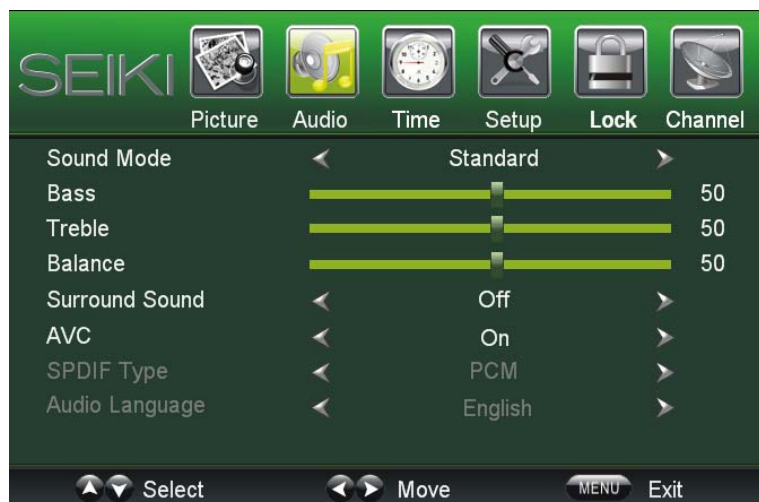 SEIKI
Picture Audio Time Setup Lock Channel
Sound Mode Standard
Bass 50
Treble 50
Balance 50
Surround Sound Off
AVC On
SPDIF Type PCM
Audio Language English
Select Move MENU Exit